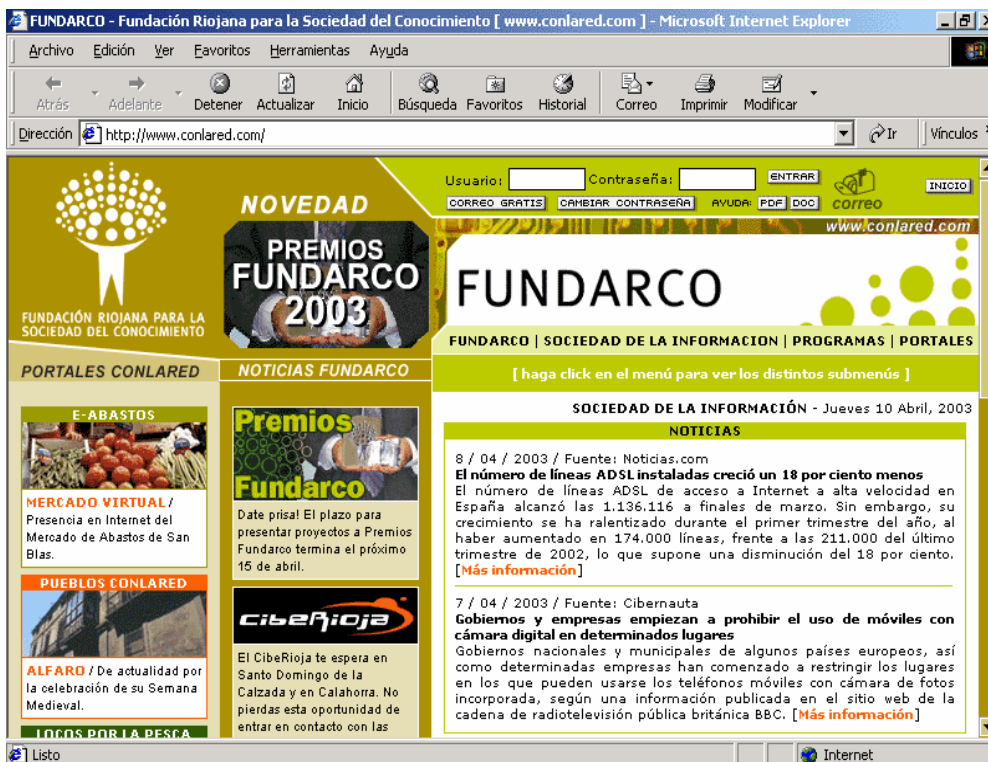 FUNDARCO - Fundación Riojana para la Sociedad del Conocimiento [ www.conlared.com ] - Microsoft Internet Explorer
Archivo Edición Ver Favoritos Herramientas Ayuda
Atrás Adelante Detener Actualizar Inicio Búsqueda Favoritos Historial Correo Imprimir Modificar
Dirección http://www.conlared.com/ Ir Vínculos
Usuario: Contraseña: ENTRAR
CORREO GRATIS CAMBIAR CONTRASEÑA AYUDA: PDF DOC correo INICIO
www.conlared.com
FUNDACIÓN RIOJANA PARA LA
SOCIEDAD DEL CONOCIMIENTO
NOVEDAD
PREMIOS
FUNDARCO
2003
FUNDARCO
FUNDARCO | SOCIEDAD DE LA INFORMACION | PROGRAMAS | PORTALES
[ haga click en el menú para ver los distintos submenús ]
PORTALES CONLARED
E-ABASTOS
MERCADO VIRTUAL /
Presencia en Internet del
Mercado de Abastos de San
Blas.
PUEBLOS CONLARED
ALFARO / De actualidad por
la celebración de su Semana
Medieval.
LOCOS POR LA PESCA
NOTICIAS FUNDARCO
Premios
Fundarco
Date prisa! El plazo para
presentar proyectos a Premios
Fundarco termina el próximo
15 de abril.
CIBERIOJA
El CibeRioja te espera en
Santo Domingo de la
Calzada y en Calahorra. No
pierdas esta oportunidad de
entrar en contacto con las
SOCIEDAD DE LA INFORMACIÓN - Jueves 10 Abril, 2003
NOTICIAS
8 / 04 / 2003 / Fuente: Noticias.com
El número de líneas ADSL instaladas creció un 18 por ciento menos
El número de líneas ADSL de acceso a Internet a alta velocidad en
España alcanzó las 1.136.116 a finales de marzo. Sin embargo, su
crecimiento se ha ralentizado durante el primer trimestre del año, al
haber aumentado en 174.000 líneas, frente a las 211.000 del último
trimestre de 2002, lo que supone una disminución del 18 por ciento.
[Más información]
7 / 04 / 2003 / Fuente: Cibernauta
Gobiernos y empresas empiezan a prohibir el uso de móviles con
cámara digital en determinados lugares
Gobiernos nacionales y municipales de algunos países europeos, así
como determinadas empresas han comenzado a restringir los lugares
en los que pueden usarse los teléfonos móviles con cámara de fotos
incorporada, según una información publicada en el sitio web de la
cadena de radiotelevisión pública británica BBC. [Más información]
Listo Internet